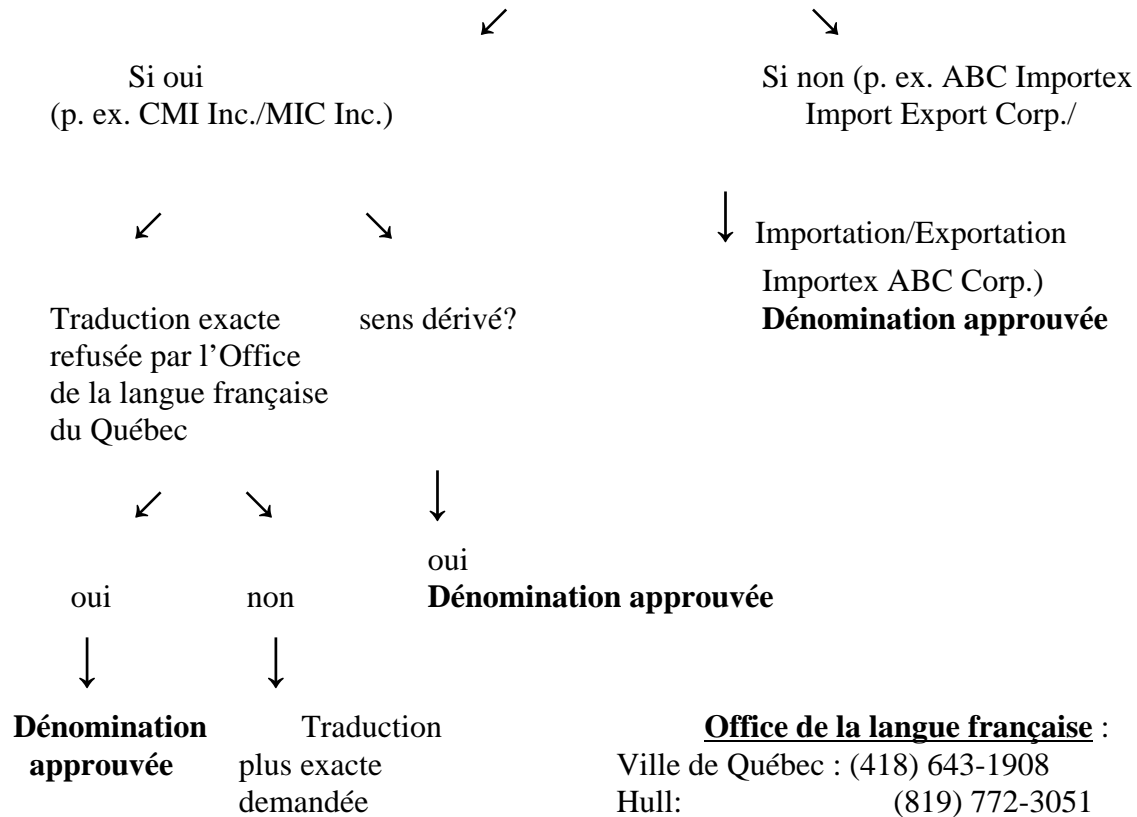 Si oui
(p. ex. CMI Inc./MIC Inc.)
Si non (p. ex. ABC Importex
Import Export Corp./
Importation/Exportation
Importex ABC Corp.)
Dénomination approuvée
Traduction exacte
refusée par l’Office
de la langue française
du Québec
sens dérivé?
oui
Dénomination approuvée
oui
non
Dénomination
approuvée
Traduction
plus exacte
demandée
Office de la langue française :
Ville de Québec : (418) 643-1908
Hull: (819) 772-3051